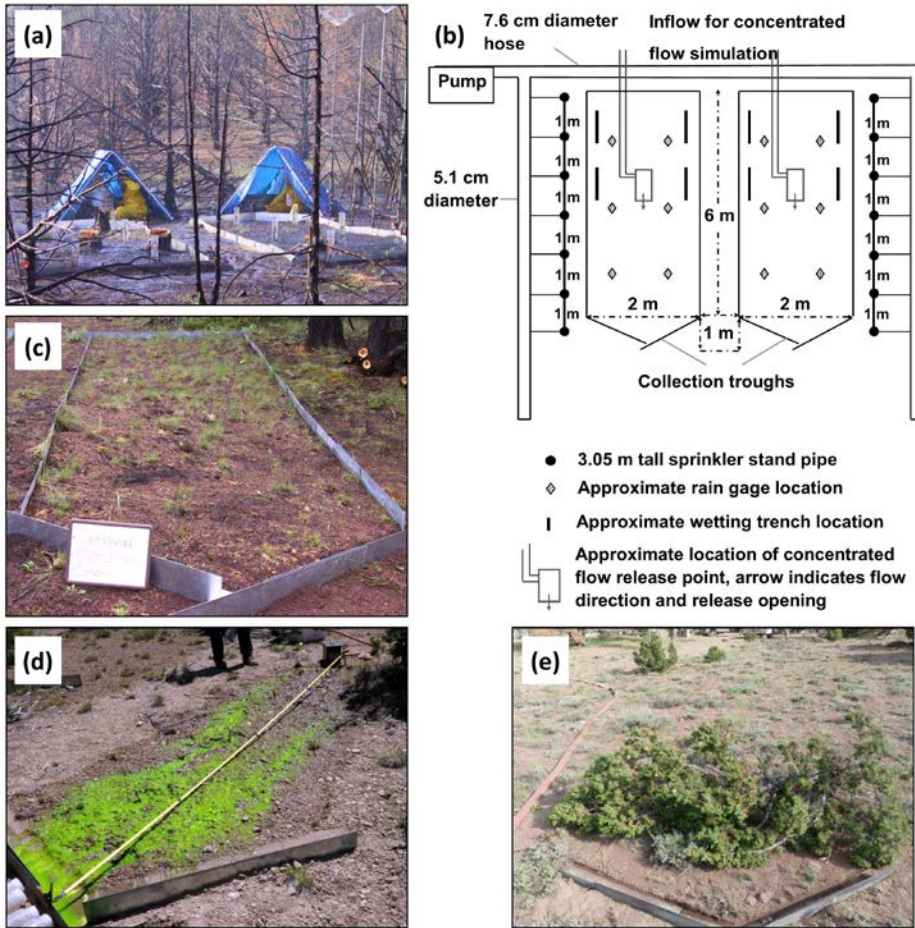 (a)
(b)
7.6 cm diameter
hose
Inflow for concentrated
flow simulation
Pump
5.1 cm
diameter
1 m
1 m
1 m
1 m
1 m
1 m
6 m
1 m
1 m
1 m
1 m
1 m
1 m
2 m
2 m
1 m
Collection troughs
3.05 m tall sprinkler stand pipe
Approximate rain gage location
Approximate wetting trench location
Approximate location of concentrated
flow release point, arrow indicates flow
direction and release opening
(c)
(d)
(e)